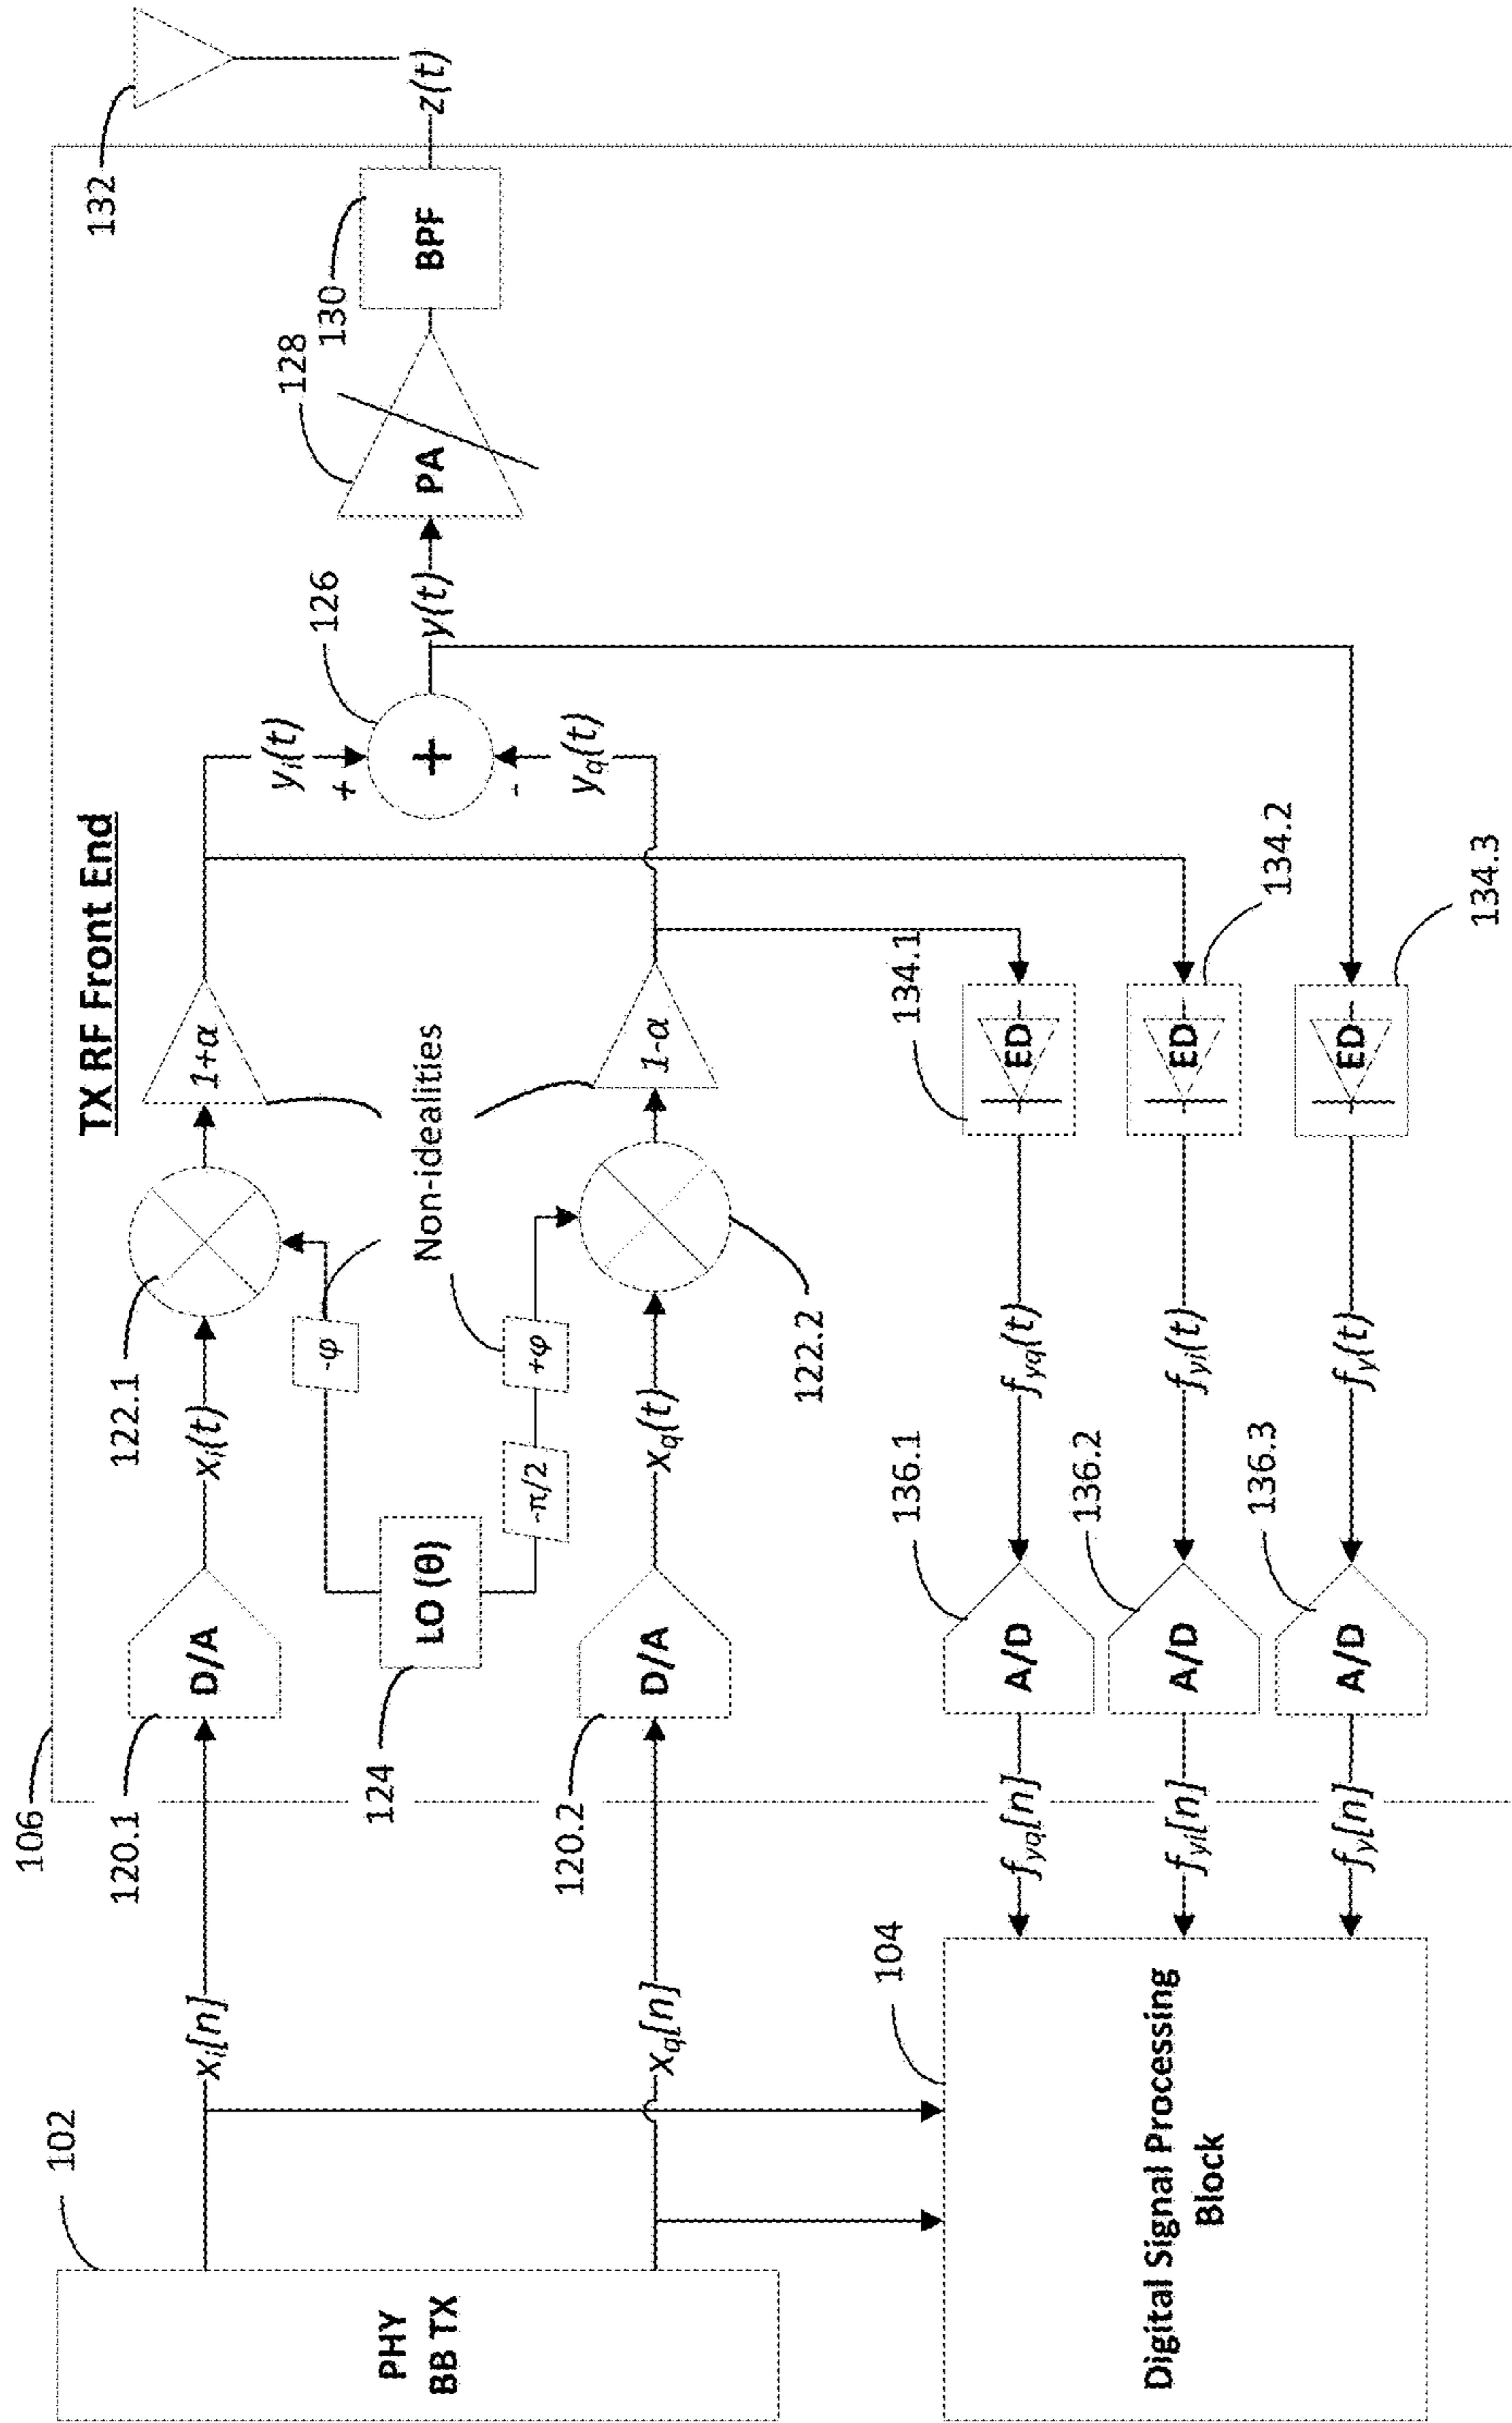 TX RF Front End
106
102
PHY
BB TX
xi[n]
120.1
D/A
xi(t)
122.1
1+α
yi(t)
+
126
+
-
y(t)
128
PA
130
BPF
z(t)
132
124
LO (θ)
-φ
-π/2
+φ
Non-idealities
xq[n]
120.2
D/A
xq(t)
122.2
1-α
yq(t)
104
Digital Signal Processing
Block
fyq[n]
136.1
A/D
fyq(t)
134.1
ED
fyi[n]
136.2
A/D
fyi(t)
ED
134.2
fy[n]
136.3
A/D
fy(t)
ED
134.3